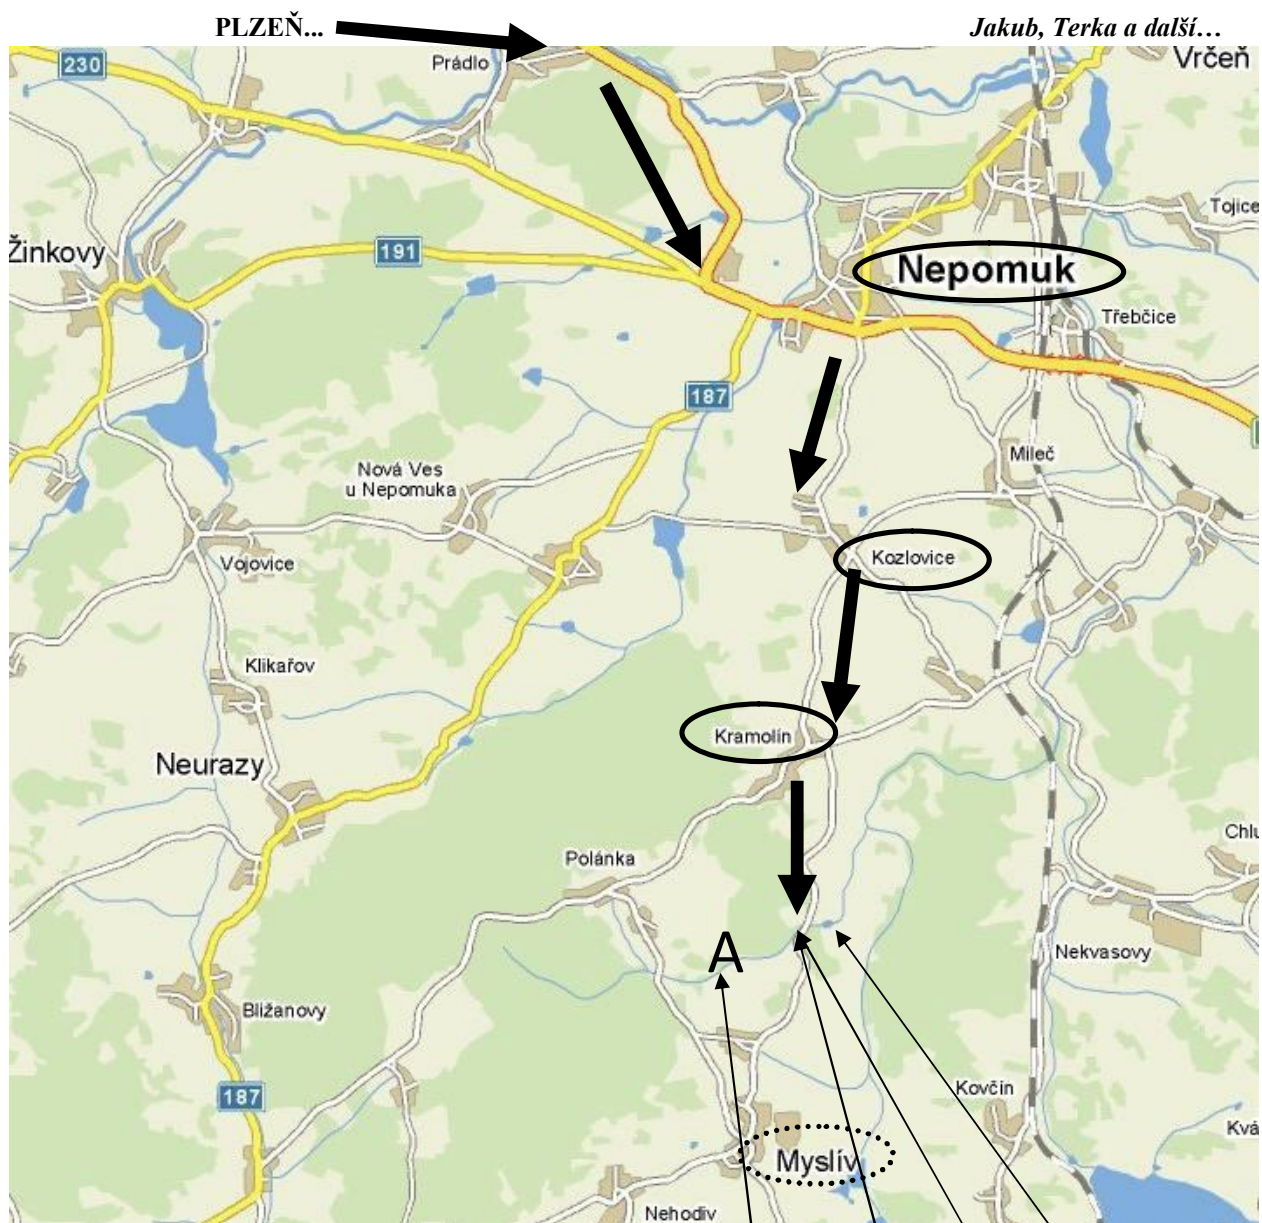 PLZEŇ...
Jakub, Terka a další…
Vrčeň
230
Prádlo
Tojice
Žinkovy
191
Nepomuk
Třebčice
187
Mileč
Nová Ves
u Nepomuka
Kozlovice
Vojovice
Klikařov
Kramolín
Neurazy
Chlu
Polánka
A
Nekvasovy
Bližanovy
187
Kovčín
Kvá
Myslív
Nehodiv